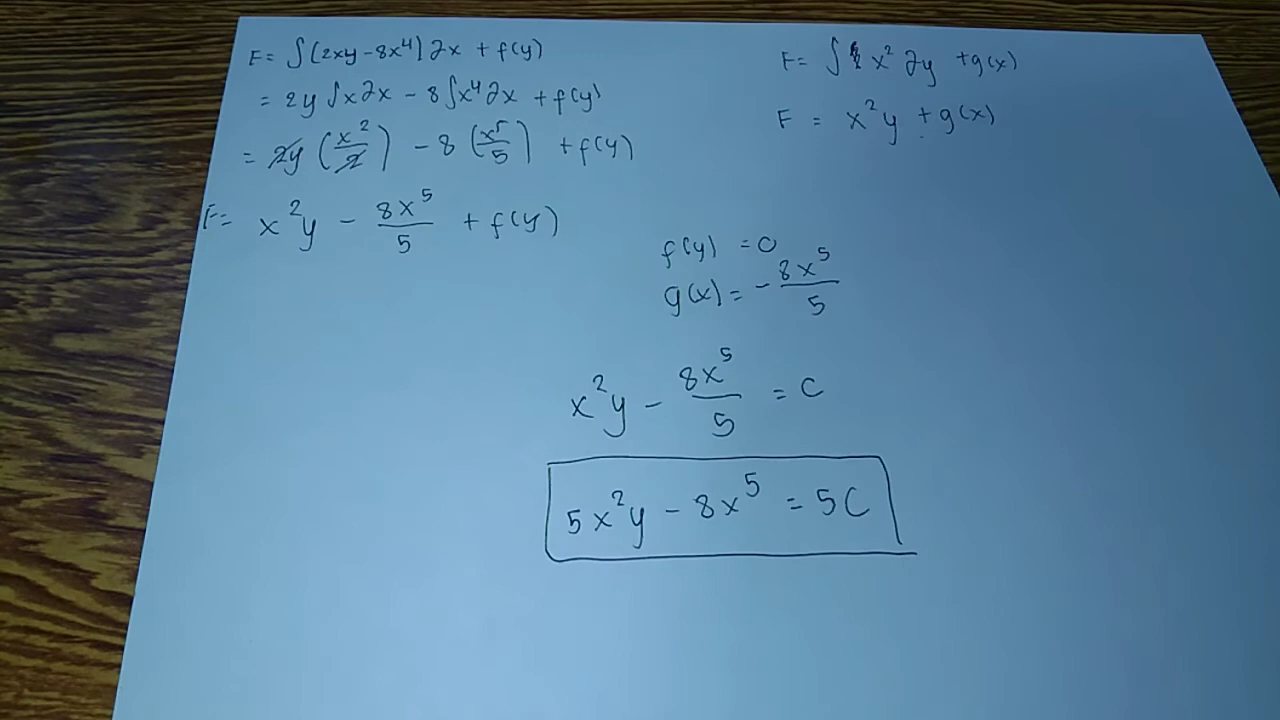 F = ∫(2xy - 8x⁴) ∂x + f(y)
= 2y ∫x∂x - 8∫x⁴∂x + f(y)
= 2y (x²/2) - 8 (x⁵/5) + f(y)
F = x²y - 8x⁵/5 + f(y)
F = ∫ x² ∂y + g(x)
F = x²y + g(x)
f(y) = 0
g(x) = - 8x⁵/5
x²y - 8x⁵/5 = C
5x²y - 8x⁵ = 5C